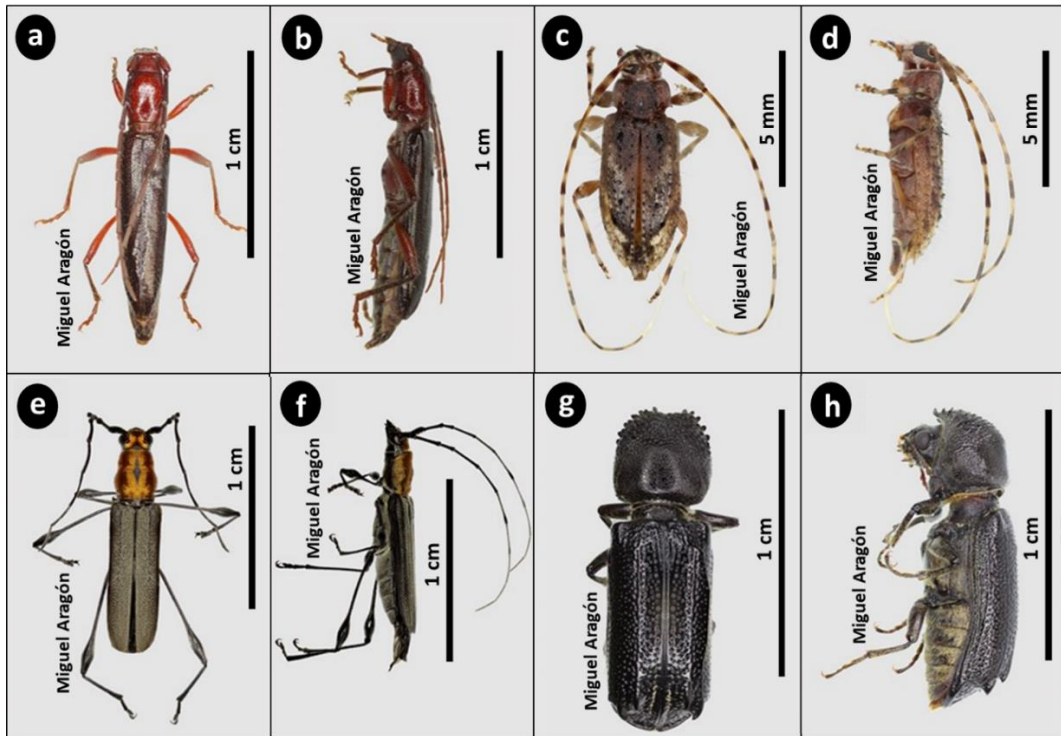 a
1 cm
Miguel Aragón
b
1 cm
Miguel Aragón
c
5 mm
Miguel Aragón
d
5 mm
Miguel Aragón
e
1 cm
Miguel Aragón
f
1 cm
Miguel Aragón
g
1 cm
Miguel Aragón
h
1 cm
Miguel Aragón